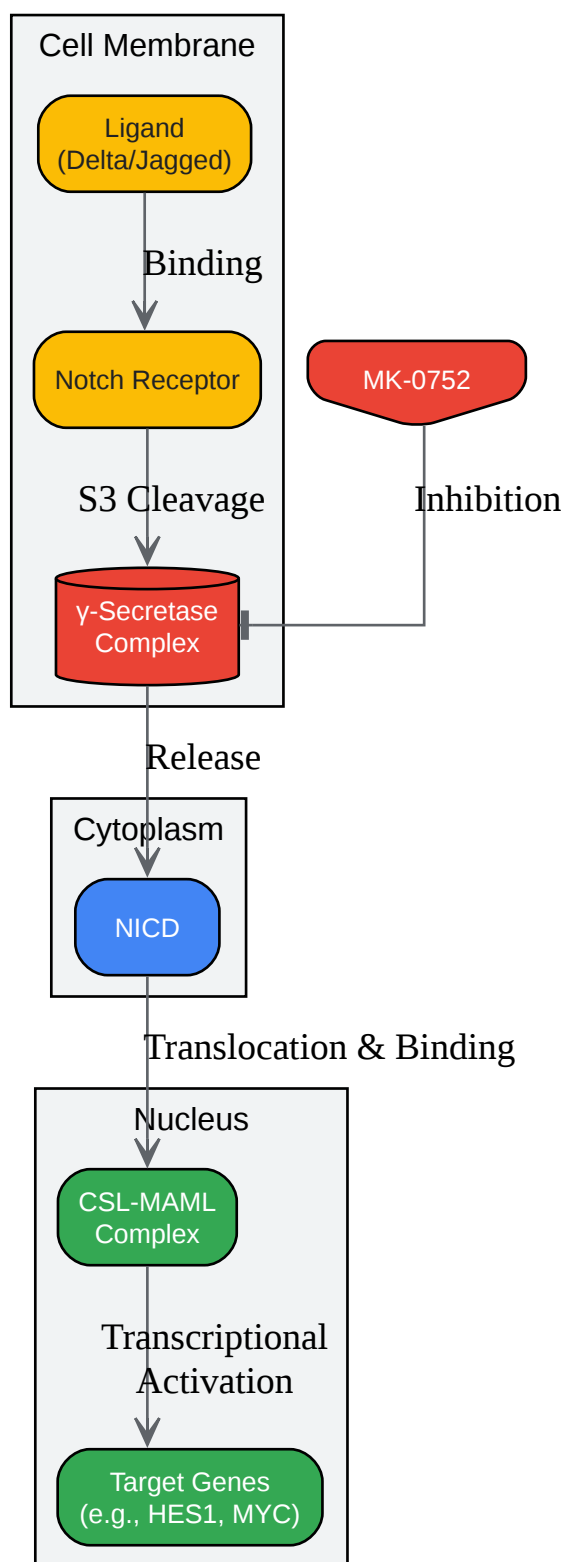 Cell Membrane
Ligand
(Delta/Jagged)
Binding
Notch Receptor
MK-0752
S3 Cleavage
Inhibition
γ-Secretase
Complex
Release
Cytoplasm
NICD
Translocation & Binding
Nucleus
CSL-MAML
Complex
Transcriptional
Activation
Target Genes
(e.g., HES1, MYC)